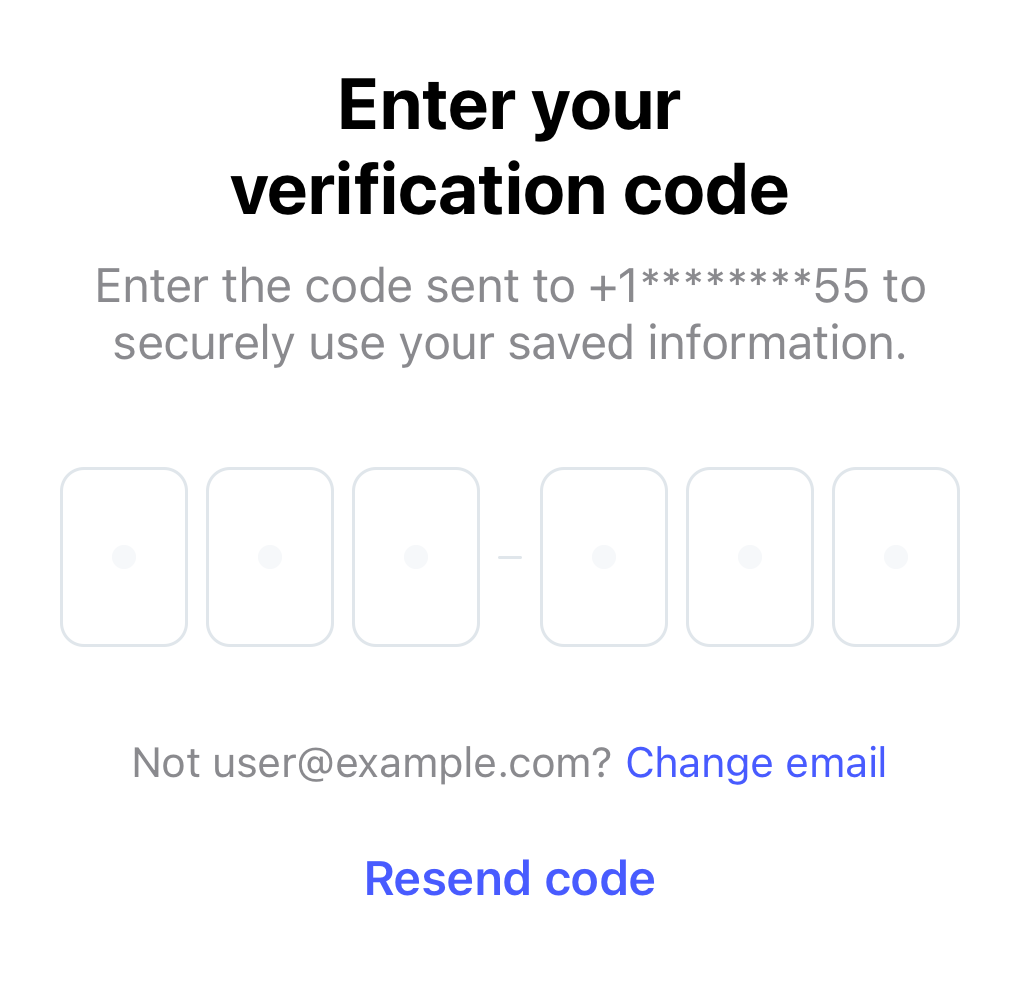 Enter your
verification code
Enter the code sent to +1********55 to
securely use your saved information.
Not user@example.com? Change email
Resend code